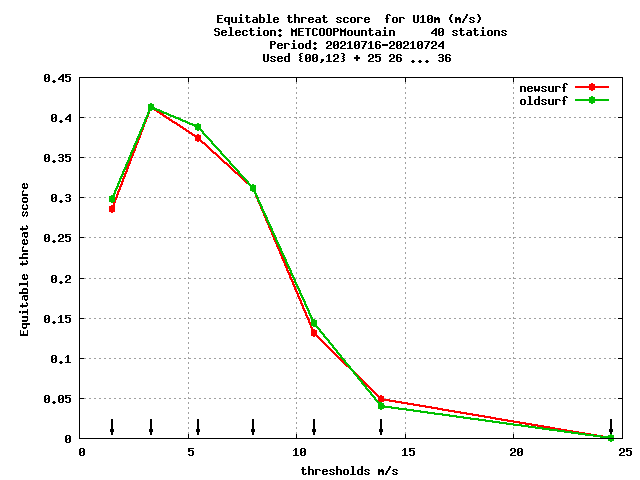 Equitable threat score  for U10m (m/s)
Selection: METCOOPMountain     40 stations
Period: 20210716-20210724
Used {00,12} + 25 26 ... 36
newsurf
oldsurf
Equitable threat score
0.45
0.4
0.35
0.3
0.25
0.2
0.15
0.1
0.05
0
0 5 10 15 20 25
thresholds m/s